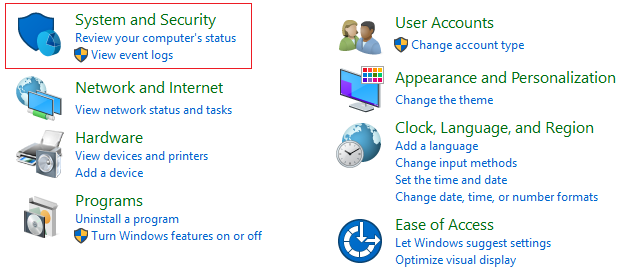 System and Security
Review your computer's status
View event logs
Network and Internet
View network status and tasks
Hardware
View devices and printers
Add a device
Programs
Uninstall a program
Turn Windows features on or off
User Accounts
Change account type
Appearance and Personalization
Change the theme
Clock, Language, and Region
Add a language
Change input methods
Set the time and date
Change date, time, or number formats
Ease of Access
Let Windows suggest settings
Optimize visual display